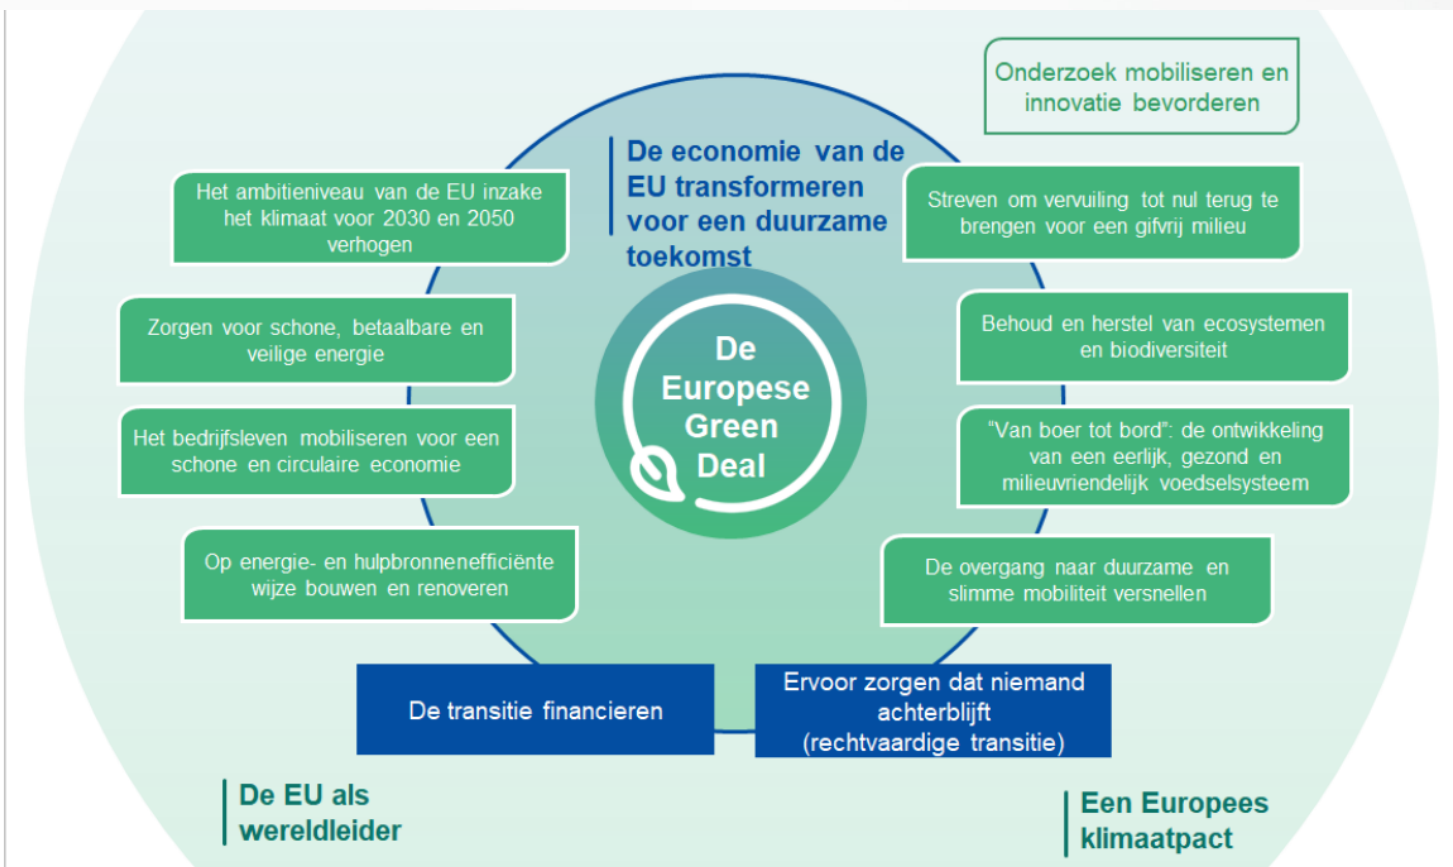 Onderzoek mobiliseren en
innovatie bevorderen
De economie van de
EU transformeren
voor een duurzame
toekomst
Het ambitieniveau van de EU inzake
het klimaat voor 2030 en 2050
verhogen
Streven om vervuiling tot nul terug te
brengen voor een gifvrij milieu
Zorgen voor schone, betaalbare en
veilige energie
De
Europese
Green
Deal
Behoud en herstel van ecosystemen
en biodiversiteit
Het bedrijfsleven mobiliseren voor een
schone en circulaire economie
"Van boer tot bord": de ontwikkeling
van een eerlijk, gezond en
milieuvriendelijk voedselsysteem
Op energie- en hulpbronnenefficiënte
wijze bouwen en renoveren
De overgang naar duurzame en
slimme mobiliteit versnellen
De transitie financieren
Ervoor zorgen dat niemand
achterblijft
(rechtvaardige transitie)
De EU als
wereldleider
Een Europees
klimaatpact